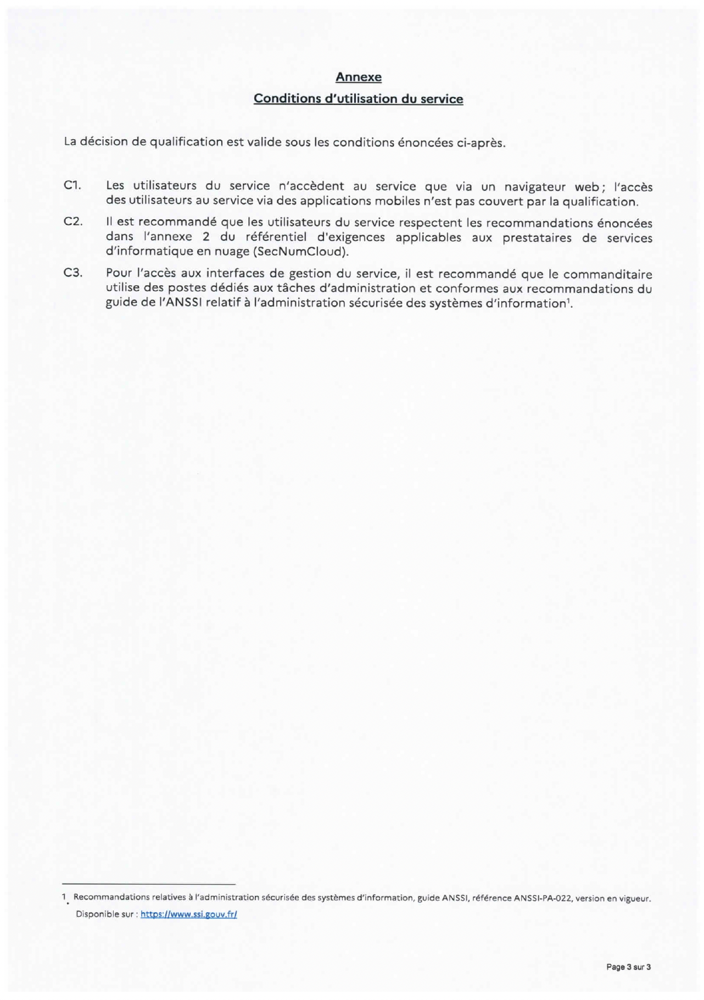 Annexe
Conditions d'utilisation du service
La décision de qualification est valide sous les conditions énoncées ci-après.
C1. Les utilisateurs du service n'accèdent au service que via un navigateur web ; l'accès
des utilisateurs au service via des applications mobiles n'est pas couvert par la qualification.
C2. Il est recommandé que les utilisateurs du service respectent les recommandations énoncées
dans l'annexe 2 du référentiel d'exigences applicables aux prestataires de services
d'informatique en nuage (SecNumCloud).
C3. Pour l'accès aux interfaces de gestion du service, il est recommandé que le commanditaire
utilise des postes dédiés aux tâches d'administration et conformes aux recommandations du
guide de l'ANSSI relatif à l'administration sécurisée des systèmes d'information¹.
1. Recommandations relatives à l'administration sécurisée des systèmes d'information, guide ANSSI, référence ANSSI-PA-022, version en vigueur.
Disponible sur : https://www.ssi.gouv.fr/
Page 3 sur 3